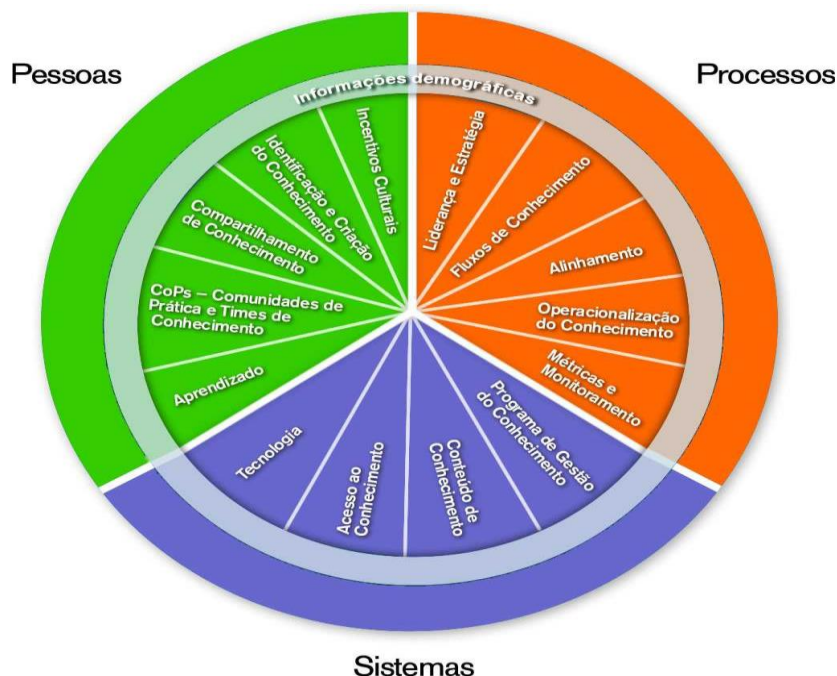 Pessoas
Processos
Informações demográficas
Incentivos Culturais
Identificação e Criação
do Conhecimento
Compartilhamento
de Conhecimento
CoPs – Comunidades de
Prática e Times de
Conhecimento
Aprendizado
Liderança e Estratégia
Fluxos de Conhecimento
Alinhamento
Operacionalização
do Conhecimento
Métricas e
Monitoramento
Tecnologia
Acesso ao
Conhecimento
Conteúdo de
Conhecimento
Programa de Gestão
do Conhecimento
Sistemas